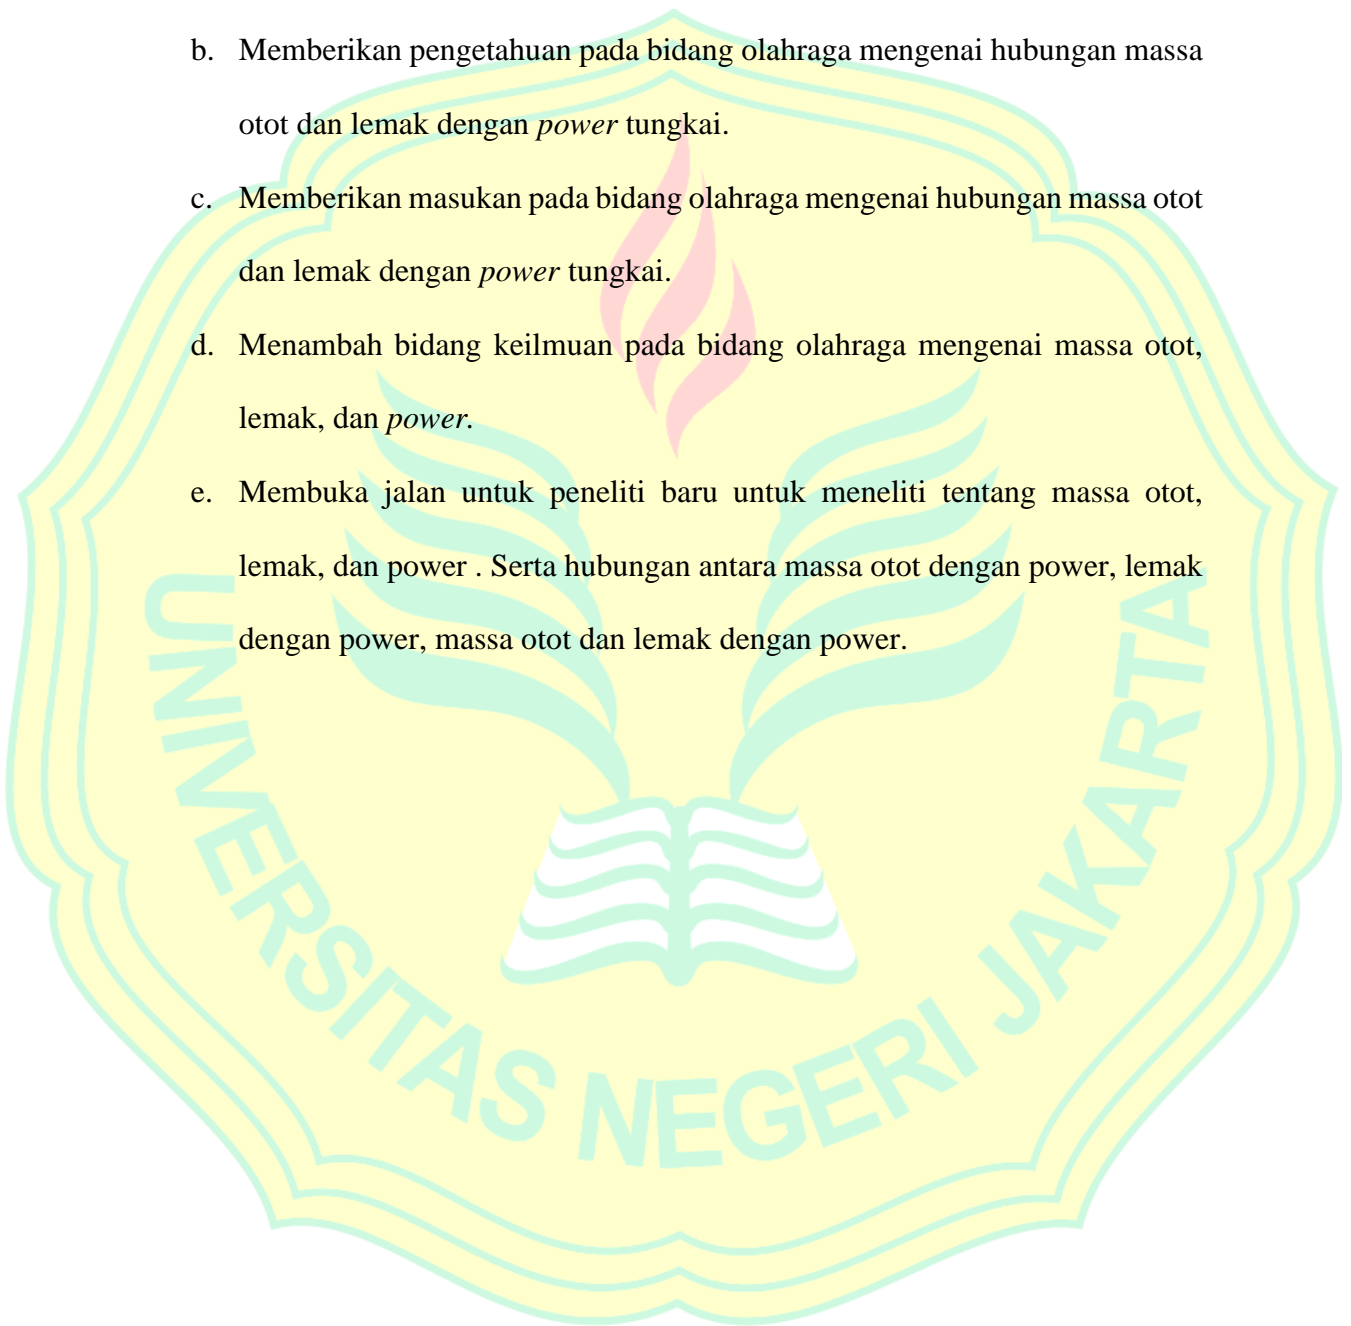 b. Memberikan pengetahuan pada bidang olahraga mengenai hubungan massa
otot dan lemak dengan power tungkai.
c. Memberikan masukan pada bidang olahraga mengenai hubungan massa otot
dan lemak dengan power tungkai.
d. Menambah bidang keilmuan pada bidang olahraga mengenai massa otot,
lemak, dan power.
e. Membuka jalan untuk peneliti baru untuk meneliti tentang massa otot,
lemak, dan power . Serta hubungan antara massa otot dengan power, lemak
dengan power, massa otot dan lemak dengan power.
UNIVERSITAS NEGERI JAKARTA